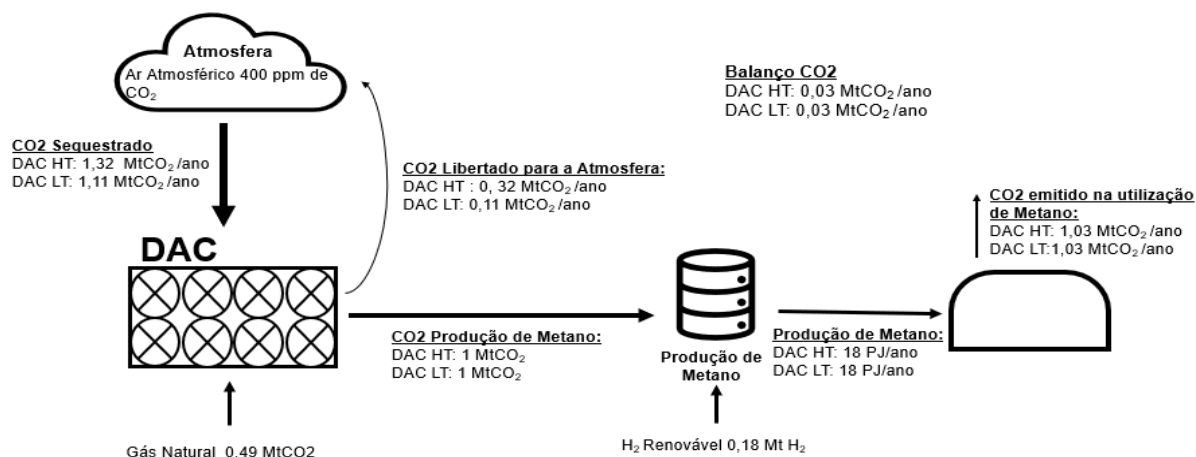 Atmosfera
Ar Atmosférico 400 ppm de
CO₂
Balanço CO2
DAC HT: 0,03 MtCO₂/ano
DAC LT: 0,03 MtCO₂/ano
CO2 Sequestrado
DAC HT: 1,32 MtCO₂/ano
DAC LT: 1,11 MtCO₂/ano
CO2 Libertado para a Atmosfera:
DAC HT : 0, 32 MtCO₂/ano
DAC LT: 0,11 MtCO₂/ano
CO2 emitido na utilização
de Metano:
DAC HT: 1,03 MtCO₂/ano
DAC LT:1,03 MtCO₂/ano
DAC
CO2 Produção de Metano:
DAC HT: 1 MtCO₂
DAC LT: 1 MtCO₂
Produção de
Metano
Produção de Metano:
DAC HT: 18 PJ/ano
DAC LT: 18 PJ/ano
Gás Natural 0,49 MtCO2
H₂ Renovável 0,18 Mt H₂